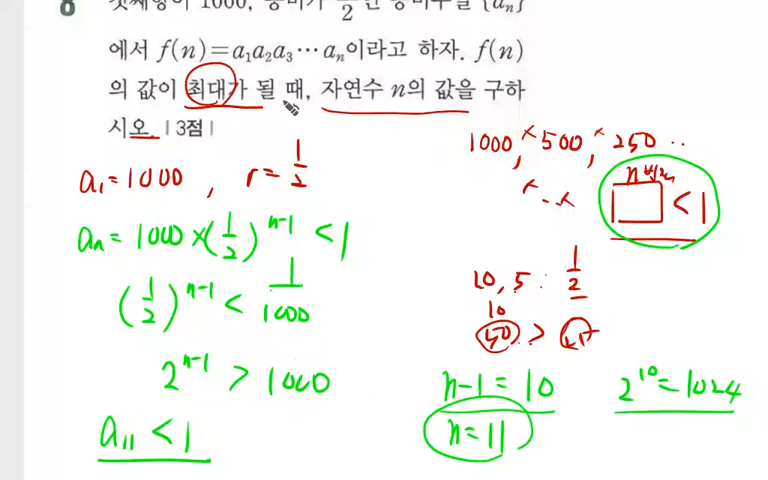 8 첫째항이 1000, 공비가 1/2인 등비수열 {aₙ}
에서 f(n)=a₁a₂a₃⋯aₙ이라고 하자. f(n)
의 값이 최대가 될 때, 자연수 n의 값을 구하
시오. | 3점 |
a₁=1000 , r=1/2
aₙ=1000×(1/2)ⁿ⁻¹ <1
(1/2)ⁿ⁻¹ < 1/1000
2ⁿ⁻¹ > 1000
a₁₁ <1
1000, × 500, × 250 ..
□ < 1
10, 5 : 1/2
10
50 >
n-1=10
2¹⁰=1024
n=11